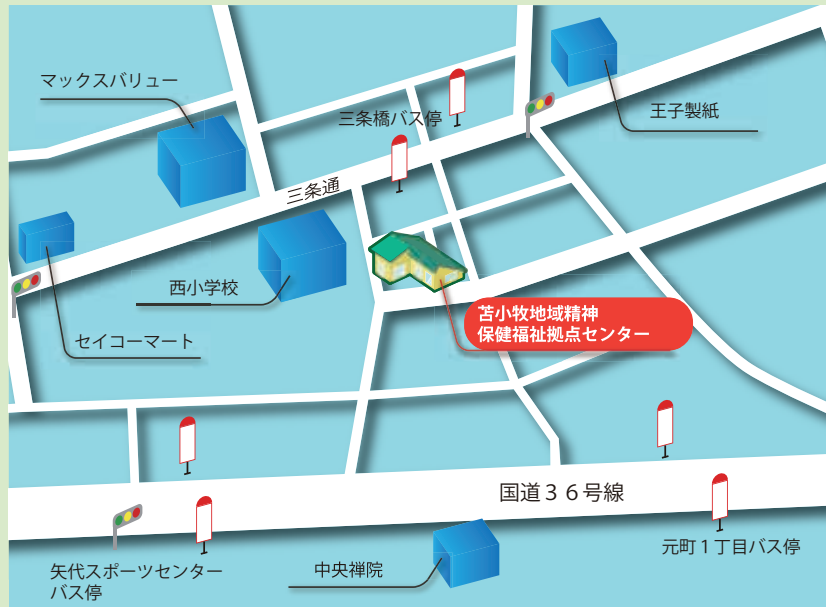 マックスバリュー
三条橋バス停
王子製紙
三条通
西小学校
セイコーマート
苫小牧地域精神
保健福祉拠点センター
国道３６号線
元町１丁目バス停
矢代スポーツセンター
バス停
中央禅院